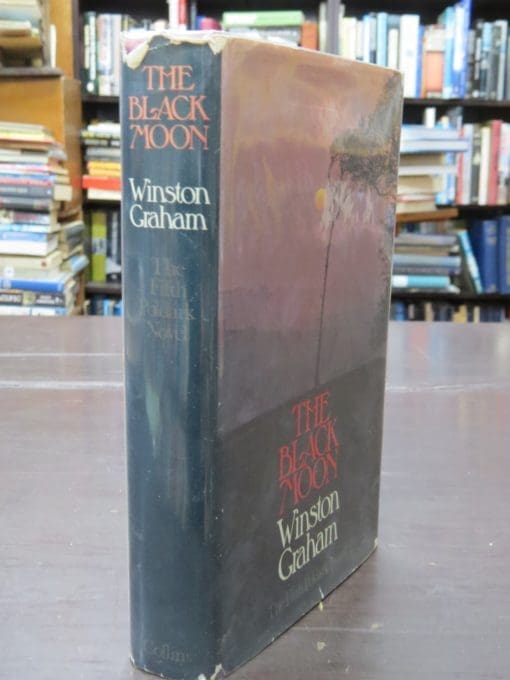 THE
BLACK
MOON
Winston
Graham
The
Fifth
Poldark
Novel
Collins
THE
BLACK
MOON
Winston
Graham